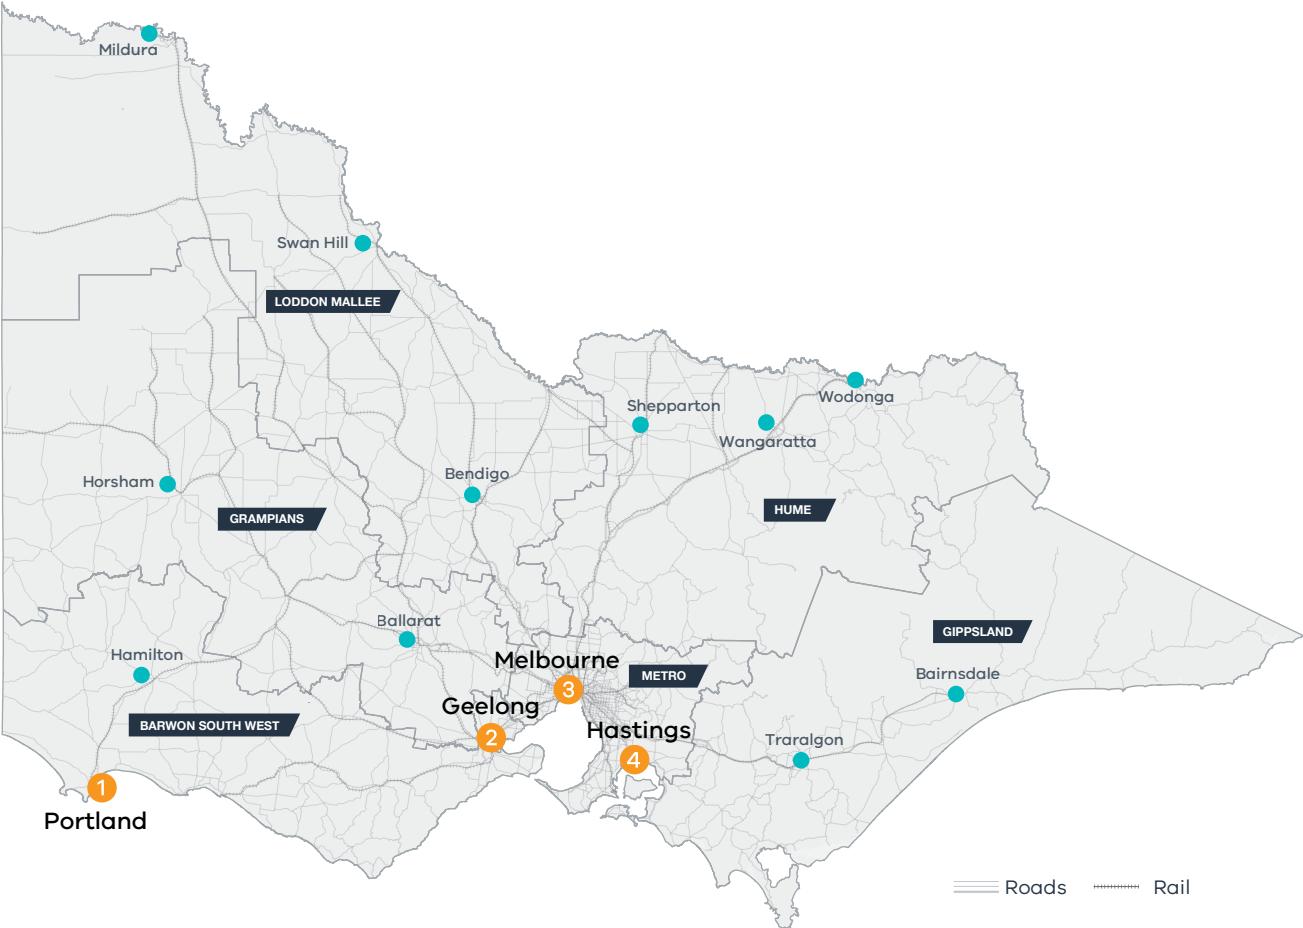 Mildura
Swan Hill
LODDON MALLEE
Shepparton
Wodonga
Wangaratta
Horsham
Bendigo
GRAMPIANS
HUME
Ballarat
GIPPSLAND
Hamilton
Melbourne
3
METRO
Bairnsdale
BARWON SOUTH WEST
Geelong
2
Hastings
4
Traralgon
1
Portland
Roads
Rail